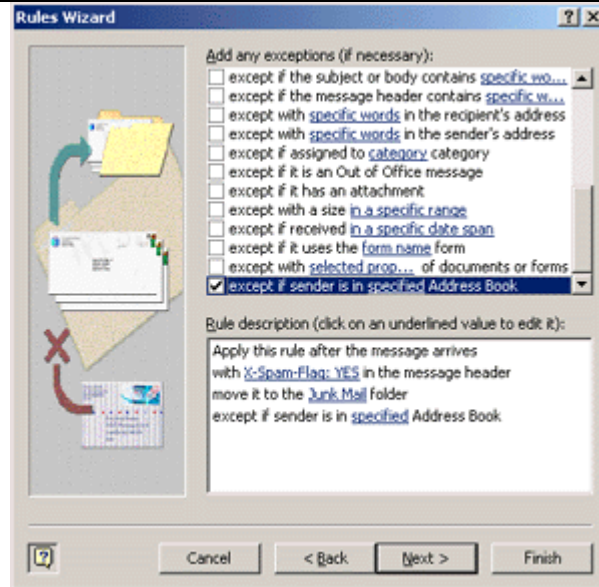 Rules Wizard
Add any exceptions (if necessary):
except if the subject or body contains specific wo...
except if the message header contains specific w...
except with specific words in the recipient's address
except with specific words in the sender's address
except if assigned to category category
except if it is an Out of Office message
except if it has an attachment
except with a size in a specific range
except if received in a specific date span
except if it uses the form name form
except with selected prop... of documents or forms
except if sender is in specified Address Book
Rule description (click on an underlined value to edit it):
Apply this rule after the message arrives
with X-Spam-Flag: YES in the message header
move it to the Junk Mail folder
except if sender is in specified Address Book
Cancel
< Back
Next >
Finish